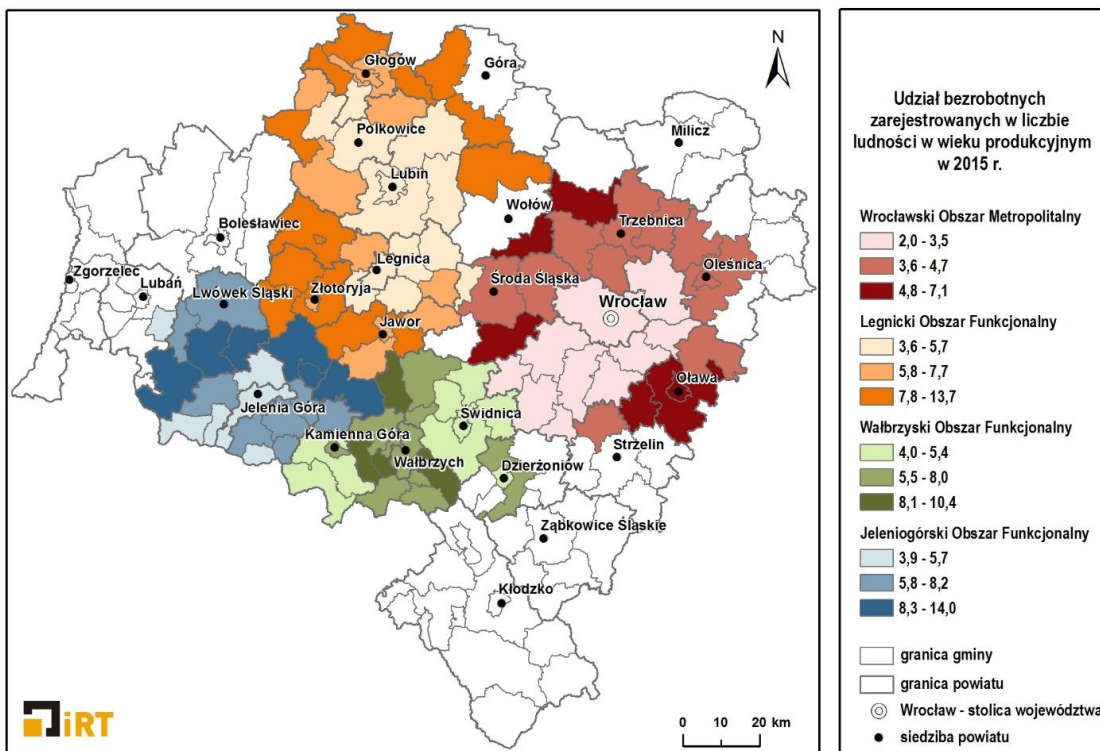 Głogów
Góra
N
Polkowice
Milicz
Lubin
Wołów
Trzebnica
Bolesławiec
Zgorzelec
Lubań
Legnica
Oleśnica
Środa Śląska
Lwówek Śląski
Złotoryja
Wrocław
Jawor
Oława
Jelenia Góra
Świdnica
Kamienna Góra
Wałbrzych
Strzelin
Dzierżoniów
Ząbkowice Śląskie
Kłodzko
iRT
0 10 20 km
Udział bezrobotnych
zarejestrowanych w liczbie
ludności w wieku produkcyjnym
w 2015 r.
Wrocławski Obszar Metropolitalny
2,0 - 3,5
3,6 - 4,7
4,8 - 7,1
Legnicki Obszar Funkcjonalny
3,6 - 5,7
5,8 - 7,7
7,8 - 13,7
Wałbrzyski Obszar Funkcjonalny
4,0 - 5,4
5,5 - 8,0
8,1 - 10,4
Jeleniogórski Obszar Funkcjonalny
3,9 - 5,7
5,8 - 8,2
8,3 - 14,0
granica gminy
granica powiatu
Wrocław - stolica województwa
siedziba powiatu